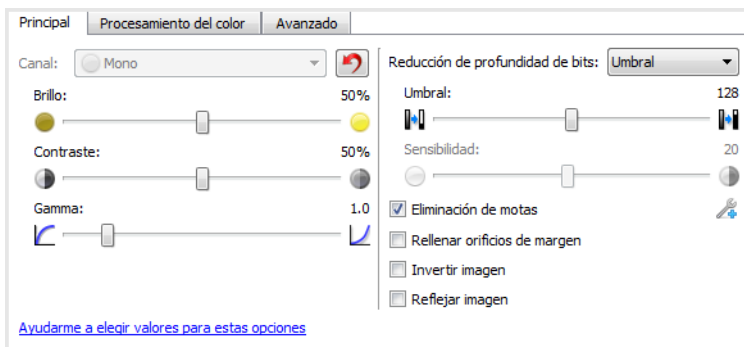 Principal Procesamiento del color Avanzado
Canal: Mono
Brillo: 50%
Contraste: 50%
Gamma: 1.0
Reducción de profundidad de bits: Umbral
Umbral: 128
Sensibilidad: 20
Eliminación de motas
Rellenar orificios de margen
Invertir imagen
Reflejar imagen
Ayudarme a elegir valores para estas opciones